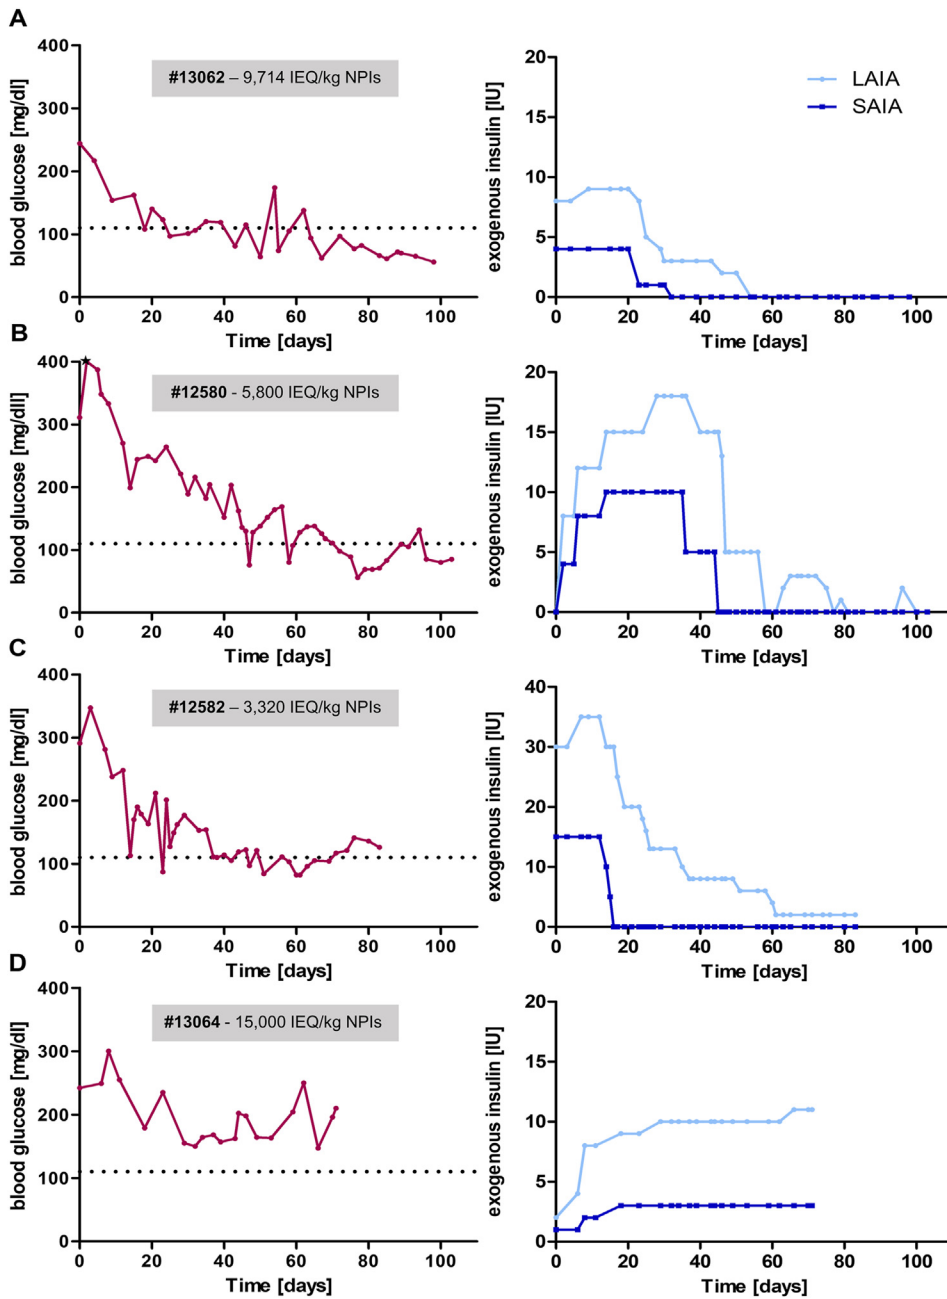 A
blood glucose [mg/dl]
400
300
200
100
0
#13062 – 9,714 IEQ/kg NPIs
0 20 40 60 80 100
Time [days]
exogenous insulin [IU]
20
15
10
5
0
LAIA
SAIA
0 20 40 60 80 100
Time [days]
B
blood glucose [mg/dll]
400
300
200
100
0
#12580 - 5,800 IEQ/kg NPIs
0 20 40 60 80 100
Time [days]
exogenous insulin [IU]
20
15
10
5
0
0 20 40 60 80 100
Time [days]
C
blood glucose [mg/dl]
400
300
200
100
0
#12582 – 3,320 IEQ/kg NPIs
0 20 40 60 80 100
Time [days]
exogenous insulin [IU]
40
30
20
10
0
0 20 40 60 80 100
Time [days]
D
blood glucose [mg/dl]
400
300
200
100
0
#13064 - 15,000 IEQ/kg NPIs
0 20 40 60 80 100
Time [days]
exogenous insulin [IU]
20
15
10
5
0
0 20 40 60 80 100
Time [days]